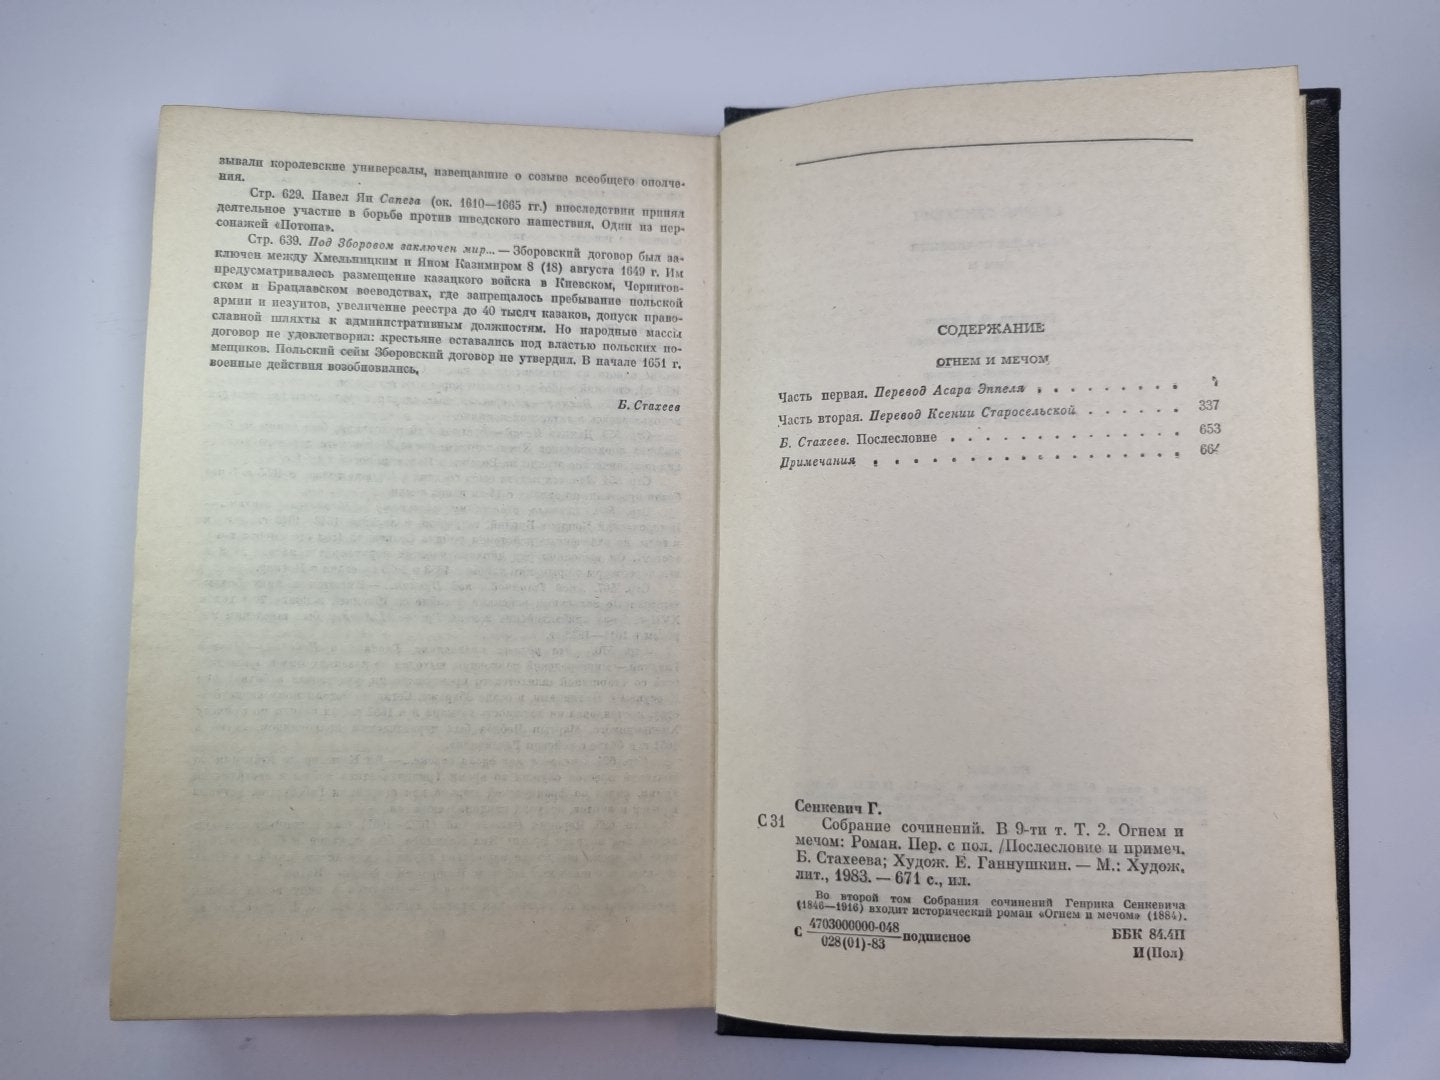 зывали королевские универсалы, извещавшие о созыве всеобщего ополче-
ния.
Стр. 629. Павел Ян Сапега (ок. 1610—1665 гг.) впоследствии принял
деятельное участие в борьбе против шведского нашествия. Один из пер-
сонажей «Потопа».
Стр. 639. Под Зборовом заключен мир... — Зборовский договор был за-
ключен между Хмельницким и Яном Казимиром 8 (18) августа 1649 г. Им
предусматривалось размещение казацкого войска в Киевском, Чернигов-
ском и Брацлавском воеводствах, где запрещалось пребывание польской
армии и иезуитов, увеличение реестра до 40 тысяч казаков, допуск право-
славной шляхты к административным должностям. Но народные массы
договор не удовлетворил: крестьяне оставались под властью польских по-
мещиков. Польский сейм Зборовский договор не утвердил. В начале 1651 г.
военные действия возобновились.
Б. Стахеев
СОДЕРЖАНИЕ
ОГНЕМ И МЕЧОМ
Часть первая. Перевод Асара Эппеля . . . . . . . .
Часть вторая. Перевод Ксении Старосельской . . . . . . 337
Б. Стахеев. Послесловие . . . . . . . . . . . . 653
Примечания . . . . . . . . . . . . . . . . 664
Сенкевич Г.
С 31 Собрание сочинений. В 9-ти т. Т. 2. Огнем и
мечом: Роман. Пер. с пол. /Послесловие и примеч.
Б. Стахеева; Худож. Е. Ганнушкин. — М.: Худож.
лит., 1983. — 671 с., ил.
Во второй том Собрания сочинений Генрика Сенкевича
(1846—1916) входит исторический роман «Огнем и мечом» (1884).
С 4703000000-048
028(01)-83 подписное ББК 84.4П
И(Пол)